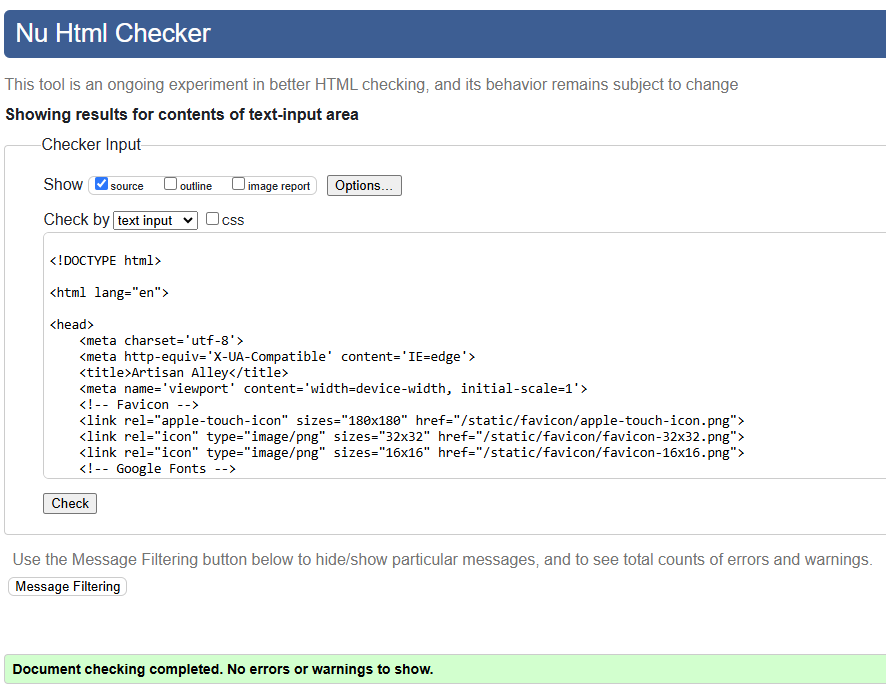 Nu Html Checker
This tool is an ongoing experiment in better HTML checking, and its behavior remains subject to change
Showing results for contents of text-input area
Checker Input
Show source outline image report Options...
Check by text input css
<!DOCTYPE html>
<html lang="en">
<head>
    <meta charset='utf-8'>
    <meta http-equiv='X-UA-Compatible' content='IE=edge'>
    <title>Artisan Alley</title>
    <meta name='viewport' content='width=device-width, initial-scale=1'>
    <!-- Favicon -->
    <link rel="apple-touch-icon" sizes="180x180" href="/static/favicon/apple-touch-icon.png">
    <link rel="icon" type="image/png" sizes="32x32" href="/static/favicon/favicon-32x32.png">
    <link rel="icon" type="image/png" sizes="16x16" href="/static/favicon/favicon-16x16.png">
    <!-- Google Fonts -->
Check
Use the Message Filtering button below to hide/show particular messages, and to see total counts of errors and warnings.
Message Filtering
Document checking completed. No errors or warnings to show.